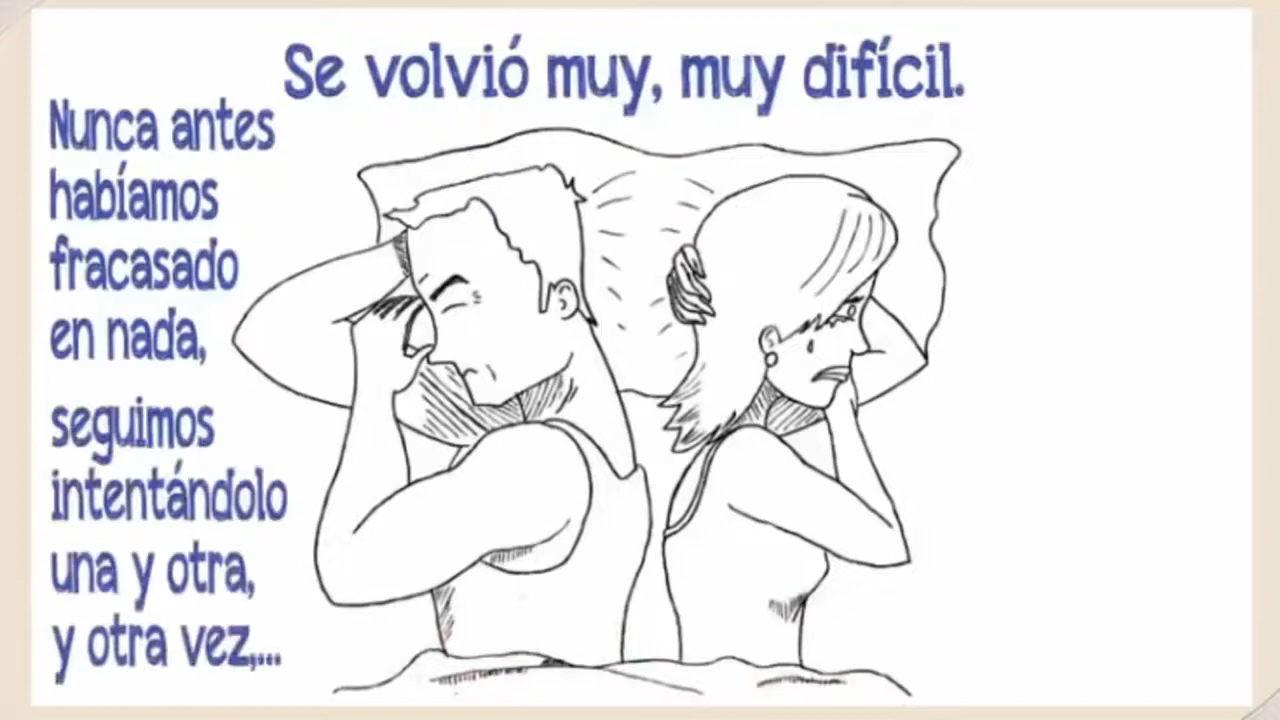 Se volvió muy, muy difícil.
Nunca antes
habíamos
fracasado
en nada,
seguimos
intentándolo
una y otra,
y otra vez,...